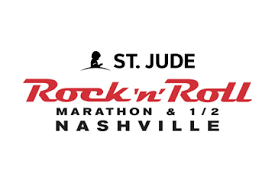 ST. JUDE
Rock 'n' Roll
MARATHON & 1/2
NASHVILLE